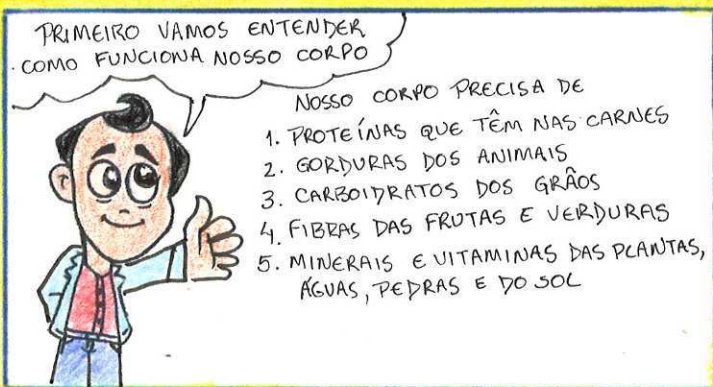 PRIMEIRO VAMOS ENTENDER
COMO FUNCIONA NOSSO CORPO
NOSSO CORPO PRECISA DE
1. PROTEÍNAS QUE TÊM NAS CARNES
2. GORDURAS DOS ANIMAIS
3. CARBOIDRATOS DOS GRÃOS
4. FIBRAS DAS FRUTAS E VERDURAS
5. MINERAIS E VITAMINAS DAS PLANTAS,
ÁGUAS, PEDRAS E DO SOL